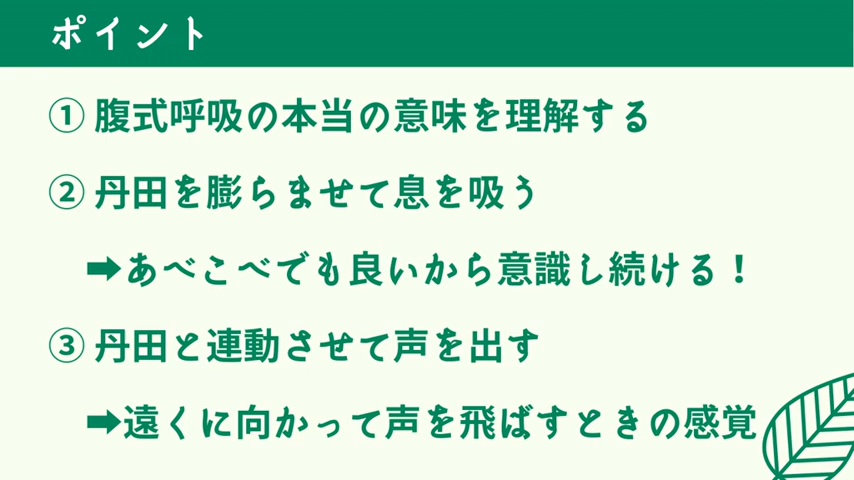 ポイント
① 腹式呼吸の本当の意味を理解する
② 丹田を膨らませて息を吸う
➡あべこべでも良いから意識し続ける！
③ 丹田と連動させて声を出す
➡遠くに向かって声を飛ばすときの感覚